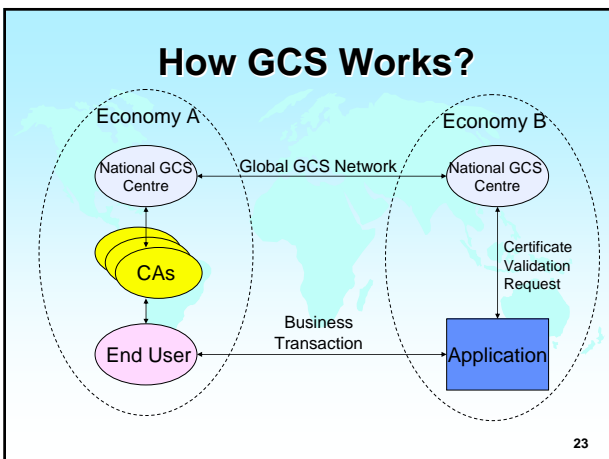 How GCS Works?
Economy A
Economy B
National GCS
Centre
Global GCS Network
National GCS
Centre
CAs
Certificate
Validation
Request
Business
Transaction
End User
Application
23